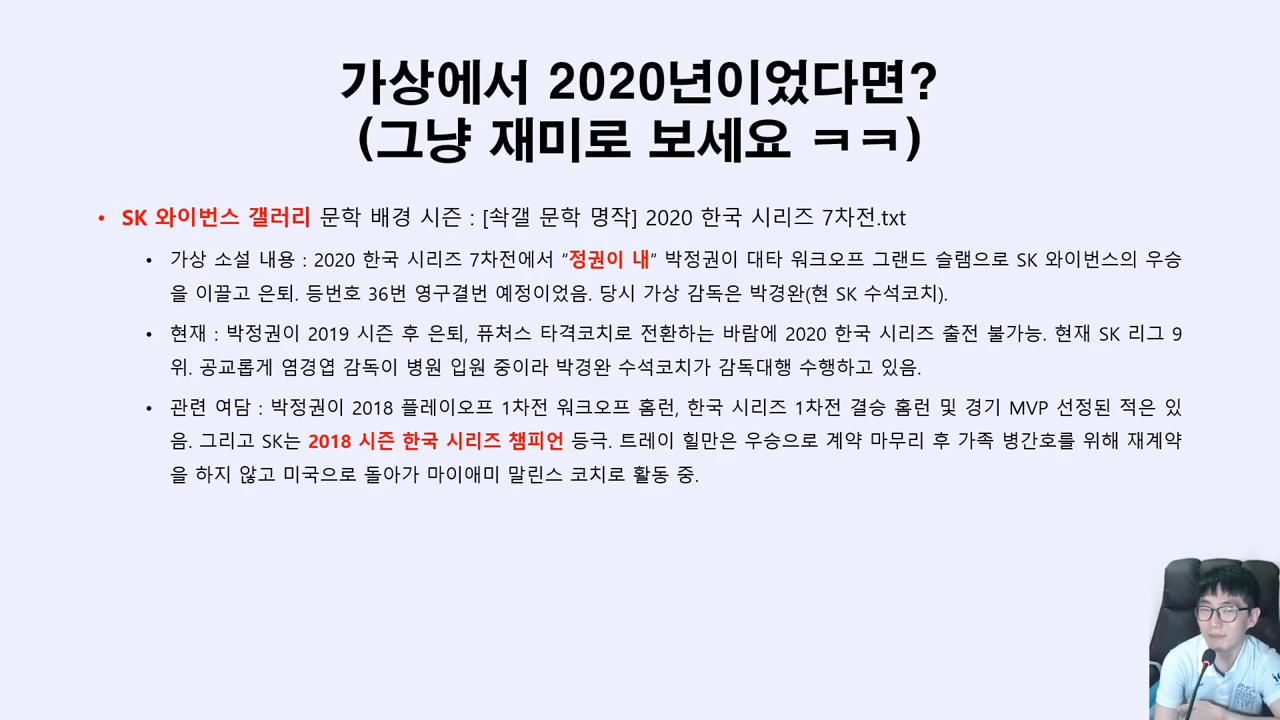 가상에서 2020년이었다면?
(그냥 재미로 보세요 ㅋㅋ)
• SK 와이번스 갤러리 문학 배경 시즌 : [솩갤 문학 명작] 2020 한국 시리즈 7차전.txt
• 가상 소설 내용 : 2020 한국 시리즈 7차전에서 “정권이 내“ 박정권이 대타 워크오프 그랜드 슬램으로 SK 와이번스의 우승
을 이끌고 은퇴. 등번호 36번 영구결번 예정이었음. 당시 가상 감독은 박경완(현 SK 수석코치).
• 현재 : 박정권이 2019 시즌 후 은퇴, 퓨처스 타격코치로 전환하는 바람에 2020 한국 시리즈 출전 불가능. 현재 SK 리그 9
위. 공교롭게 염경엽 감독이 병원 입원 중이라 박경완 수석코치가 감독대행 수행하고 있음.
• 관련 여담 : 박정권이 2018 플레이오프 1차전 워크오프 홈런, 한국 시리즈 1차전 결승 홈런 및 경기 MVP 선정된 적은 있
음. 그리고 SK는 2018 시즌 한국 시리즈 챔피언 등극. 트레이 힐만은 우승으로 계약 마무리 후 가족 병간호를 위해 재계약
을 하지 않고 미국으로 돌아가 마이애미 말린스 코치로 활동 중.